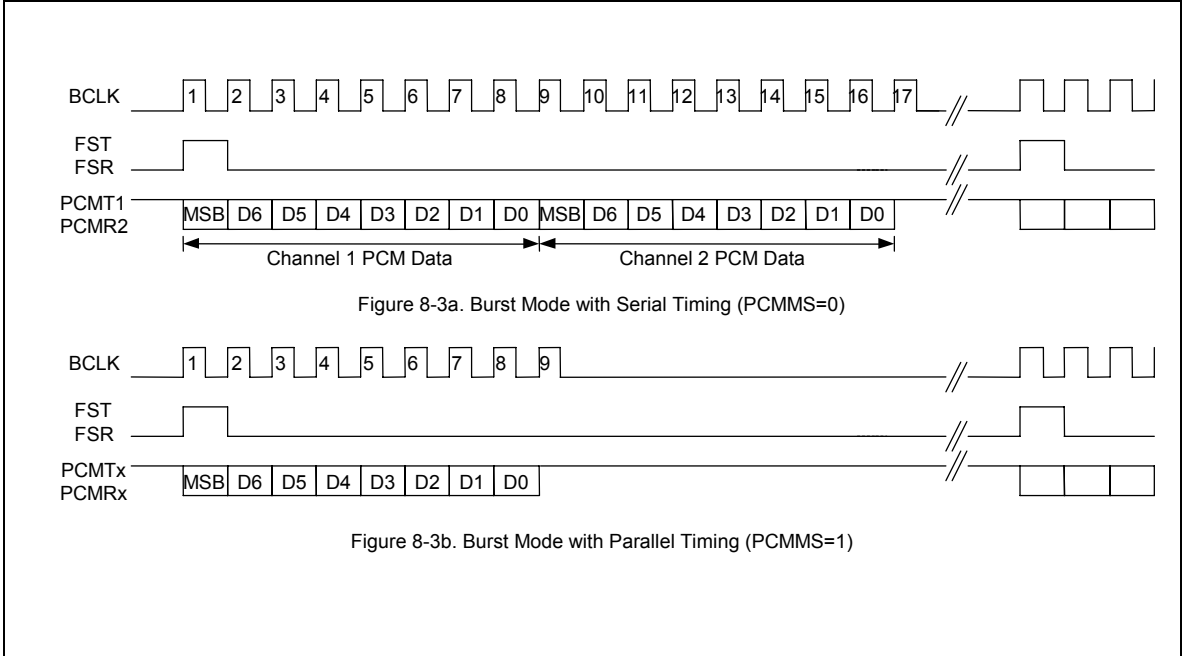 BCLK 1 2 3 4 5 6 7 8 9 10 11 12 13 14 15 16 17
FST
FSR
PCMT1
PCMR2
MSB D6 D5 D4 D3 D2 D1 D0 MSB D6 D5 D4 D3 D2 D1 D0
Channel 1 PCM Data Channel 2 PCM Data
Figure 8-3a. Burst Mode with Serial Timing (PCMMS=0)
BCLK 1 2 3 4 5 6 7 8 9
FST
FSR
PCMTx
PCMRx
MSB D6 D5 D4 D3 D2 D1 D0
Figure 8-3b. Burst Mode with Parallel Timing (PCMMS=1)